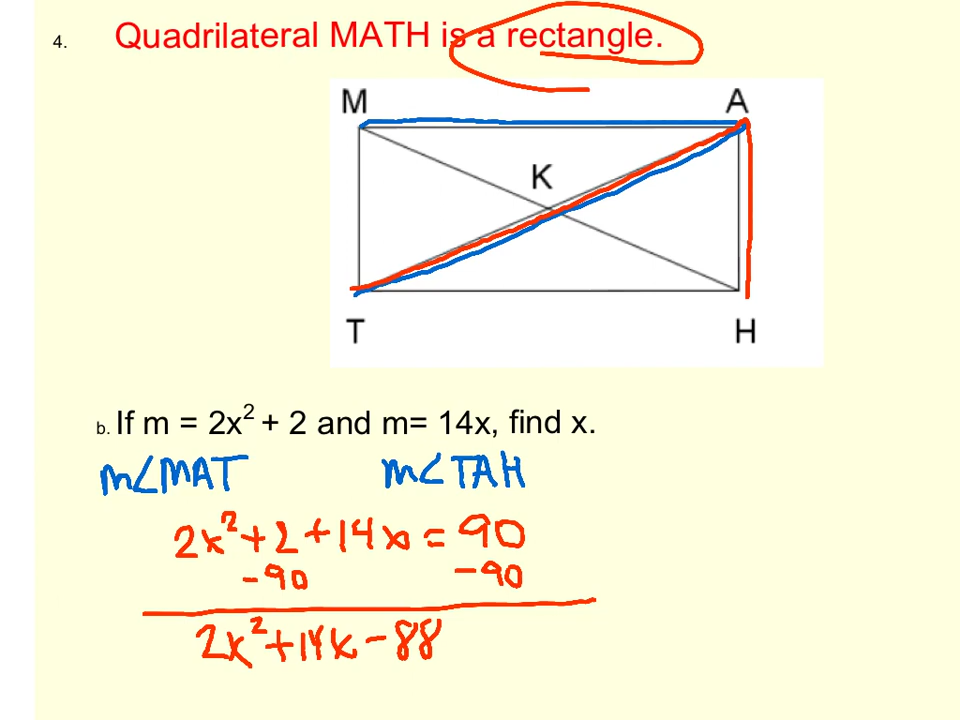 4. Quadrilateral MATH is a rectangle.
M A
K
T H
b. If m = 2x² + 2 and m= 14x, find x.
m∠MAT m∠TAH
2x²+2+14x=90
-90 -90
2x²+14x-88